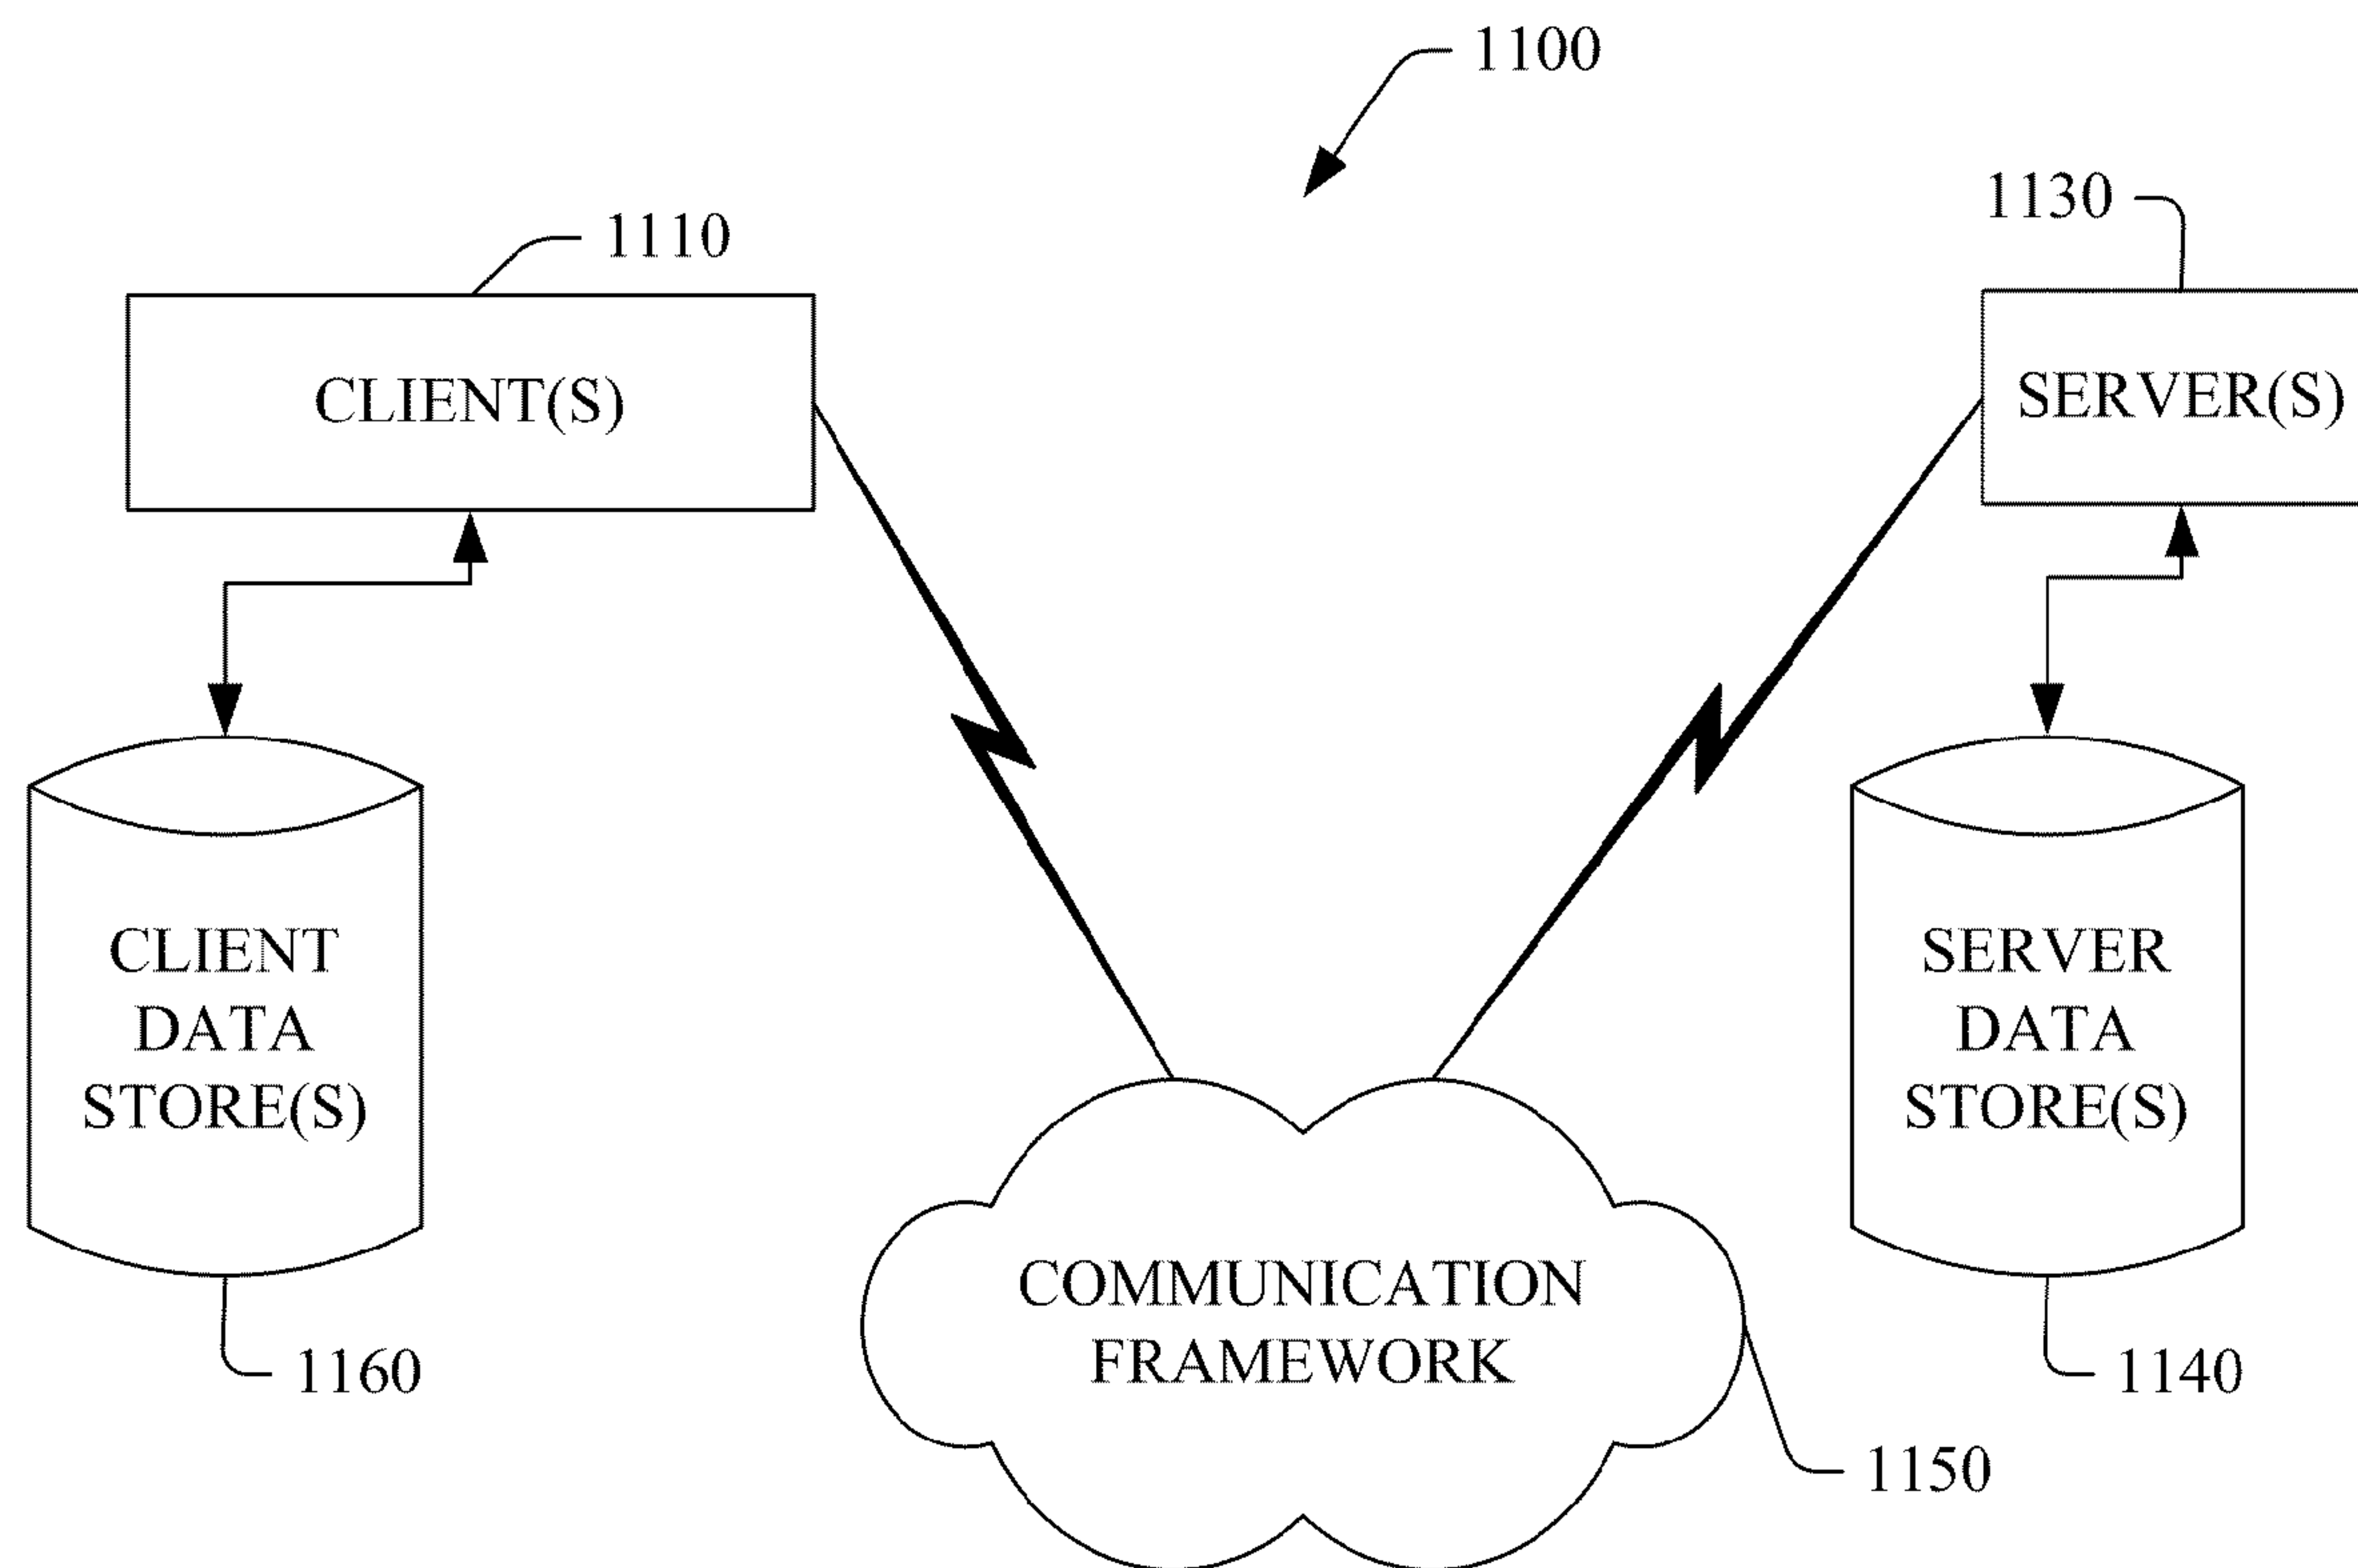 1100
1130
1110
CLIENT(S)
SERVER(S)
CLIENT
DATA
STORE(S)
SERVER
DATA
STORE(S)
COMMUNICATION
FRAMEWORK
1160
1140
1150